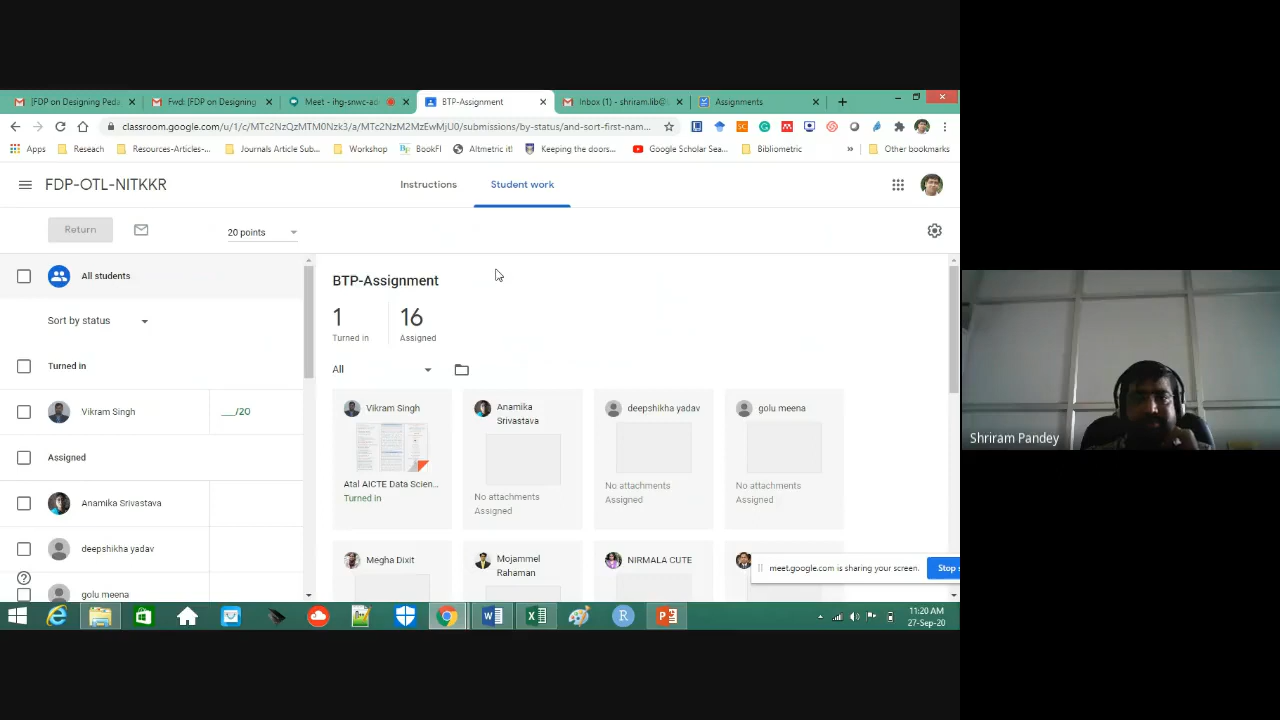 [FDP on Designing Peda
Fwd: [FDP on Designing
Meet - ihg-snwc-ad
BTP-Assignment
Inbox (1) - shriram.lib@
Assignments
classroom.google.com/u/1/c/MTc2NzQzMTM0Nzk3/a/MTc2NzM2MzEwMjU0/submissions/by-status/and-sort-first-nam...
Apps
Reseach
Resources-Articles-...
Journals Article Sub...
Workshop
BookFI
Altmetric it!
Keeping the doors...
Google Scholar Sea...
Bibliometric
»
Other bookmarks
FDP-OTL-NITKKR
Instructions
Student work
Return
20 points
All students
Sort by status
Turned in
Vikram Singh
___/20
Assigned
Anamika Srivastava
deepshikha yadav
golu meena
BTP-Assignment
1
16
Turned in
Assigned
All
Vikram Singh
Atal AICTE Data Scien...
Turned in
Anamika
Srivastava
No attachments
Assigned
deepshikha yadav
No attachments
Assigned
golu meena
No attachments
Assigned
Megha Dixit
Mojammel
Rahaman
NIRMALA CUTE
meet.google.com is sharing your screen.
Stop s
11:20 AM
27-Sep-20
Shriram Pandey